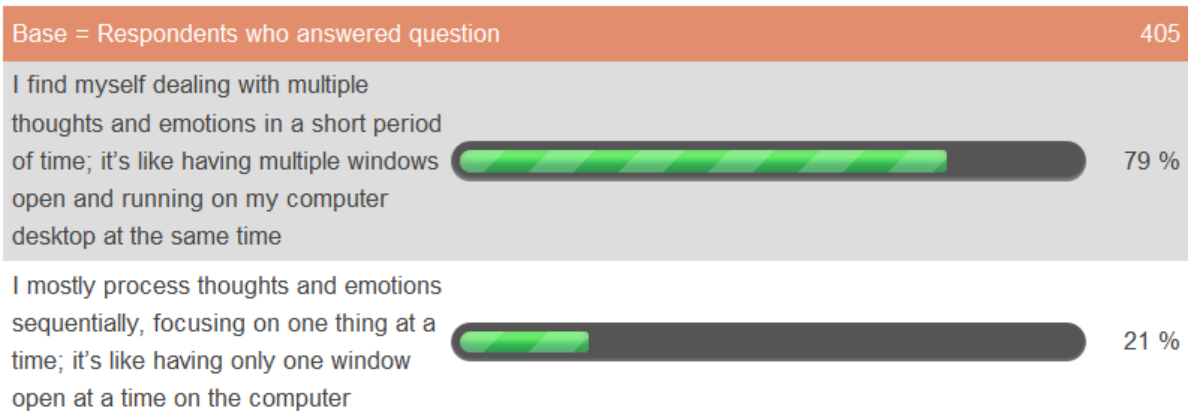 Base = Respondents who answered question 405
I find myself dealing with multiple
thoughts and emotions in a short period
of time; it’s like having multiple windows
open and running on my computer
desktop at the same time
79 %
I mostly process thoughts and emotions
sequentially, focusing on one thing at a
time; it’s like having only one window
open at a time on the computer
21 %